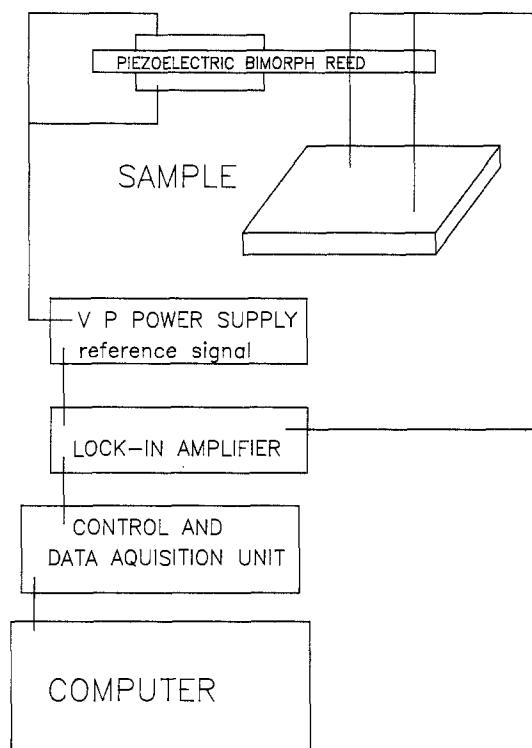 PIEZOELECTRIC BIMORPH REED
SAMPLE
V P POWER SUPPLY
reference signal
LOCK-IN AMPLIFIER
CONTROL AND
DATA AQUISITION UNIT
COMPUTER